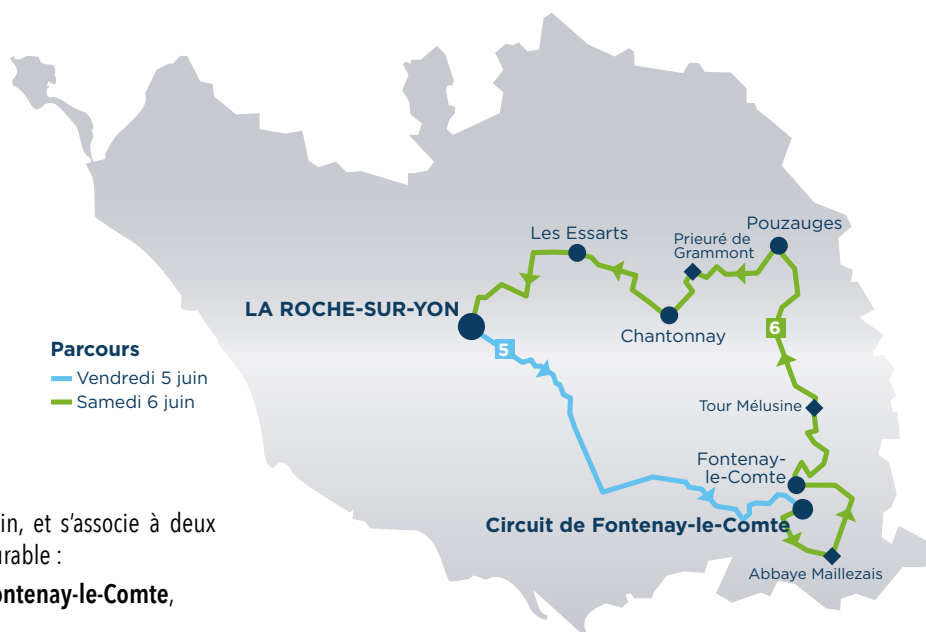 Pouzauges
Les Essarts
Prieuré de
Grammont
LA ROCHE-SUR-YON
Chantonnay
6
5
Parcours
Vendredi 5 juin
Samedi 6 juin
Tour Mélusine
Fontenay-
le-Comte
Circuit de Fontenay-le-Comte
Abbaye Maillezais
in, et s'associe à deux
urable :
ontenay-le-Comte,